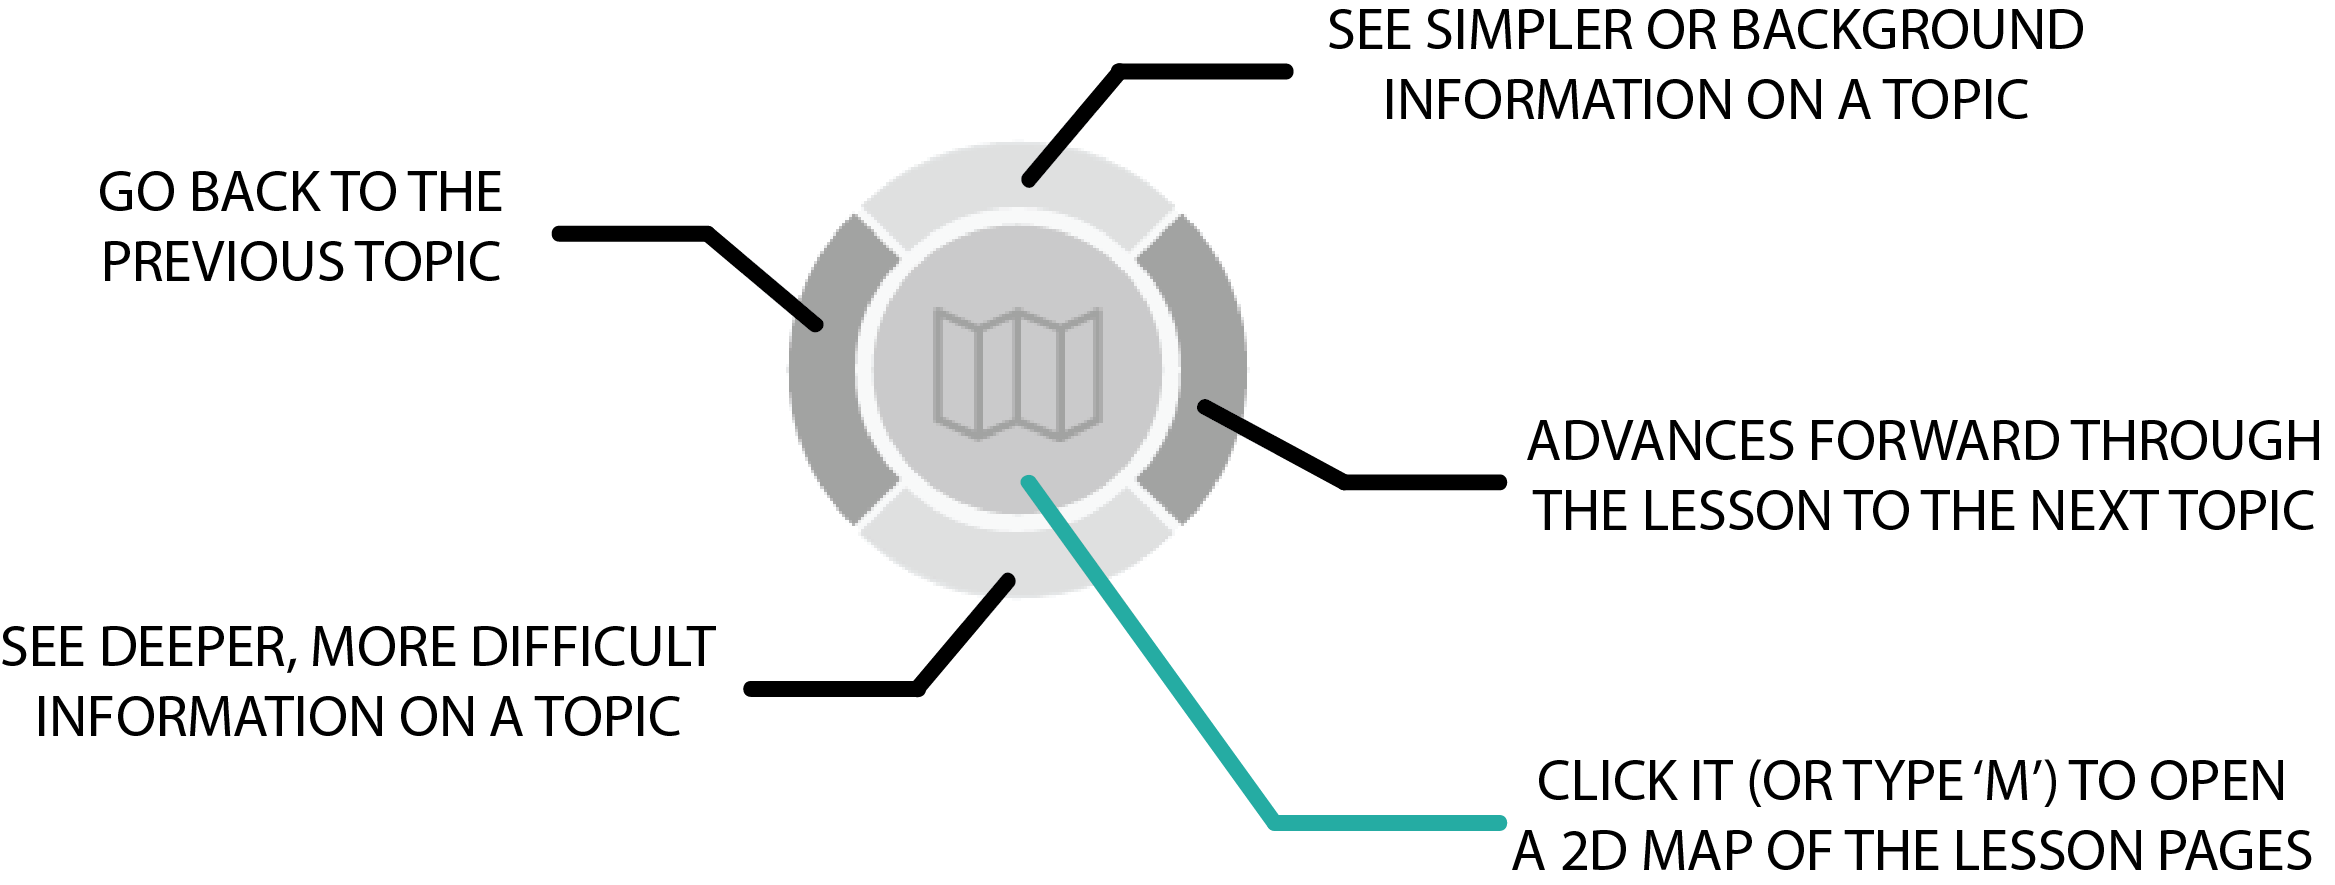 SEE SIMPLER OR BACKGROUND
INFORMATION ON A TOPIC
GO BACK TO THE
PREVIOUS TOPIC
ADVANCES FORWARD THROUGH
THE LESSON TO THE NEXT TOPIC
SEE DEEPER, MORE DIFFICULT
INFORMATION ON A TOPIC
CLICK IT (OR TYPE ‘M’) TO OPEN
A 2D MAP OF THE LESSON PAGES